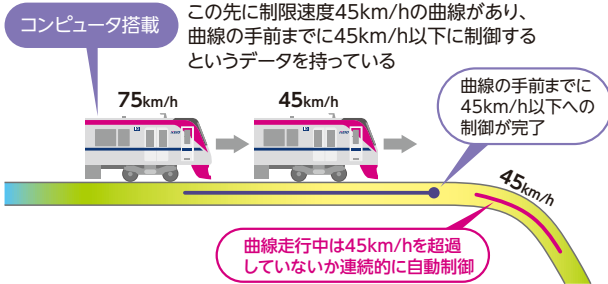 コンピュータ搭載
この先に制限速度45km/hの曲線があり、
曲線の手前までに45km/h以下に制御する
というデータを持っている
75km/h
45km/h
曲線の手前までに
45km/h以下への
制御が完了
45km/h
曲線走行中は45km/hを超過
していないか連続的に自動制御